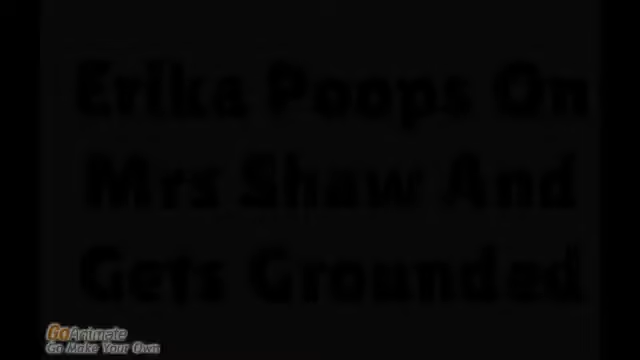 Erika Poops On
Mrs Shaw And
Gets Grounded
GoAnimate
Go Make Your Own